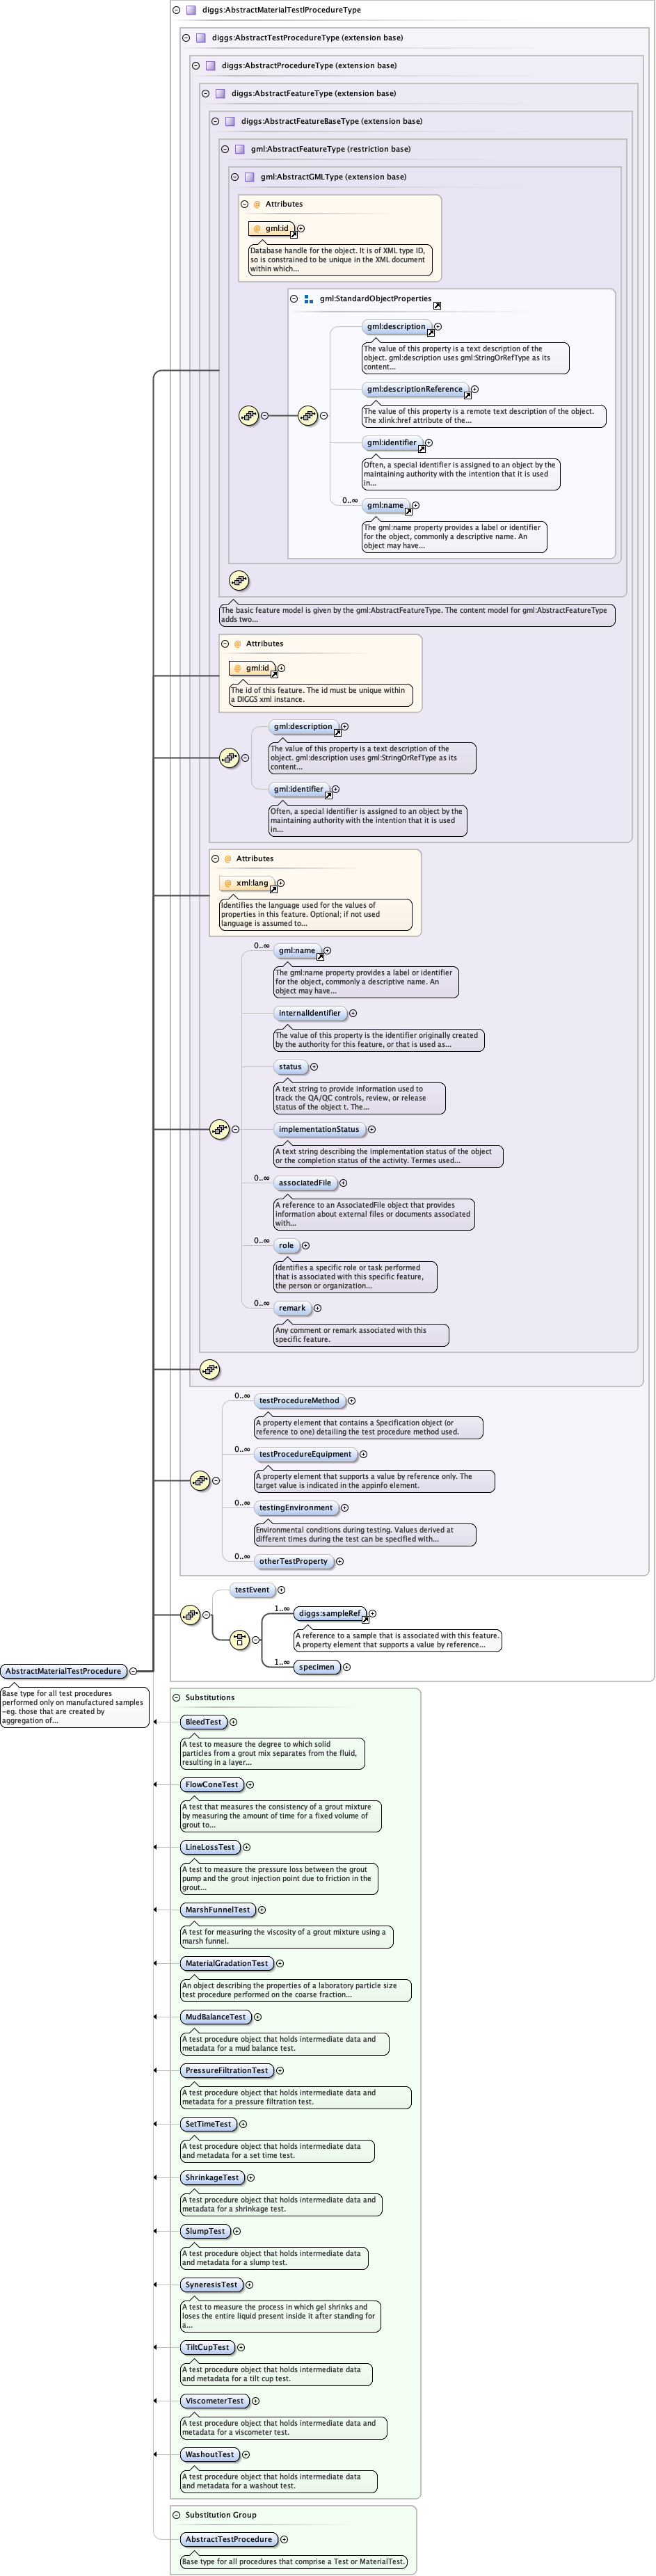 diggs:AbstractMaterialTestlProcedureType
diggs:AbstractTestProcedureType (extension base)
diggs:AbstractProcedureType (extension base)
diggs:AbstractFeatureType (extension base)
diggs:AbstractFeatureBaseType (extension base)
gml:AbstractFeatureType (restriction base)
gml:AbstractGMLType (extension base)
@ Attributes
@ gml:id
Database handle for the object. It is of XML type ID,
so is constrained to be unique in the XML document
within which...
gml:StandardObjectProperties
gml:description
The value of this property is a text description of the
object. gml:description uses gml:StringOrRefType as its
content...
gml:descriptionReference
The value of this property is a remote text description of the object.
The xlink:href attribute of the...
gml:identifier
Often, a special identifier is assigned to an object by the
maintaining authority with the intention that it is used
in...
0..∞
gml:name
The gml:name property provides a label or identifier
for the object, commonly a descriptive name. An
object may have...
The basic feature model is given by the gml:AbstractFeatureType. The content model for gml:AbstractFeatureType
adds two...
@ Attributes
@ gml:id
The id of this feature. The id must be unique within
a DIGGS xml instance.
gml:description
The value of this property is a text description of the
object. gml:description uses gml:StringOrRefType as its
content...
gml:identifier
Often, a special identifier is assigned to an object by the
maintaining authority with the intention that it is used
in...
@ Attributes
@ xml:lang
Identifies the language used for the values of
properties in this feature. Optional; if not used
language is assumed to...
0..∞
gml:name
The gml:name property provides a label or identifier
for the object, commonly a descriptive name. An
object may have...
internalIdentifier
The value of this property is the identifier originally created
by the authority for this feature, or that is used as...
status
A text string to provide information used to
track the QA/QC controls, review, or release
status of the object t. The...
implementationStatus
A text string describing the implementation status of the object
or the completion status of the activity. Termes used...
0..∞
associatedFile
A reference to an AssociatedFile object that provides
information about external files or documents associated
with...
0..∞
role
Identifies a specific role or task performed
that is associated with this specific feature,
the person or organization...
0..∞
remark
Any comment or remark associated with this
specific feature.
0..∞
testProcedureMethod
A property element that contains a Specification object (or
reference to one) detailing the test procedure method used.
0..∞
testProcedureEquipment
A property element that supports a value by reference only. The
target value is indicated in the appinfo element.
0..∞
testingEnvironment
Environmental conditions during testing. Values derived at
different times during the test can be specified with...
0..∞
otherTestProperty
testEvent
1..∞
diggs:sampleRef
A reference to a sample that is associated with this feature.
A property element that supports a value by reference...
1..∞
specimen
AbstractMaterialTestProcedure
Base type for all test procedures
performed only on manufactured samples
-eg. those that are created by
aggregation of...
Substitutions
BleedTest
A test to measure the degree to which solid
particles from a grout mix separates from the fluid,
resulting in a layer...
FlowConeTest
A test that measures the consistency of a grout mixture
by measuring the amount of time for a fixed volume of
grout to...
LineLossTest
A test to measure the pressure loss between the grout
pump and the grout injection point due to friction in the
grout...
MarshFunnelTest
A test for measuring the viscosity of a grout mixture using a
marsh funnel.
MaterialGradationTest
An object describing the properties of a laboratory particle size
test procedure performed on the coarse fraction...
MudBalanceTest
A test procedure object that holds intermediate data and
metadata for a mud balance test.
PressureFiltrationTest
A test procedure object that holds intermediate data and
metadata for a pressure filtration test.
SetTimeTest
A test procedure object that holds intermediate data
and metadata for a set time test.
ShrinkageTest
A test procedure object that holds intermediate data and
metadata for a shrinkage test.
SlumpTest
A test procedure object that holds intermediate data
and metadata for a slump test.
SyneresisTest
A test to measure the process in which gel shrinks and
loses the entire liquid present inside it after standing for
a...
TiltCupTest
A test procedure object that holds intermediate data
and metadata for a tilt cup test.
ViscometerTest
A test procedure object that holds intermediate data and
metadata for a viscometer test.
WashoutTest
A test procedure object that holds intermediate data
and metadata for a washout test.
Substitution Group
AbstractTestProcedure
Base type for all procedures that comprise a Test or MaterialTest.